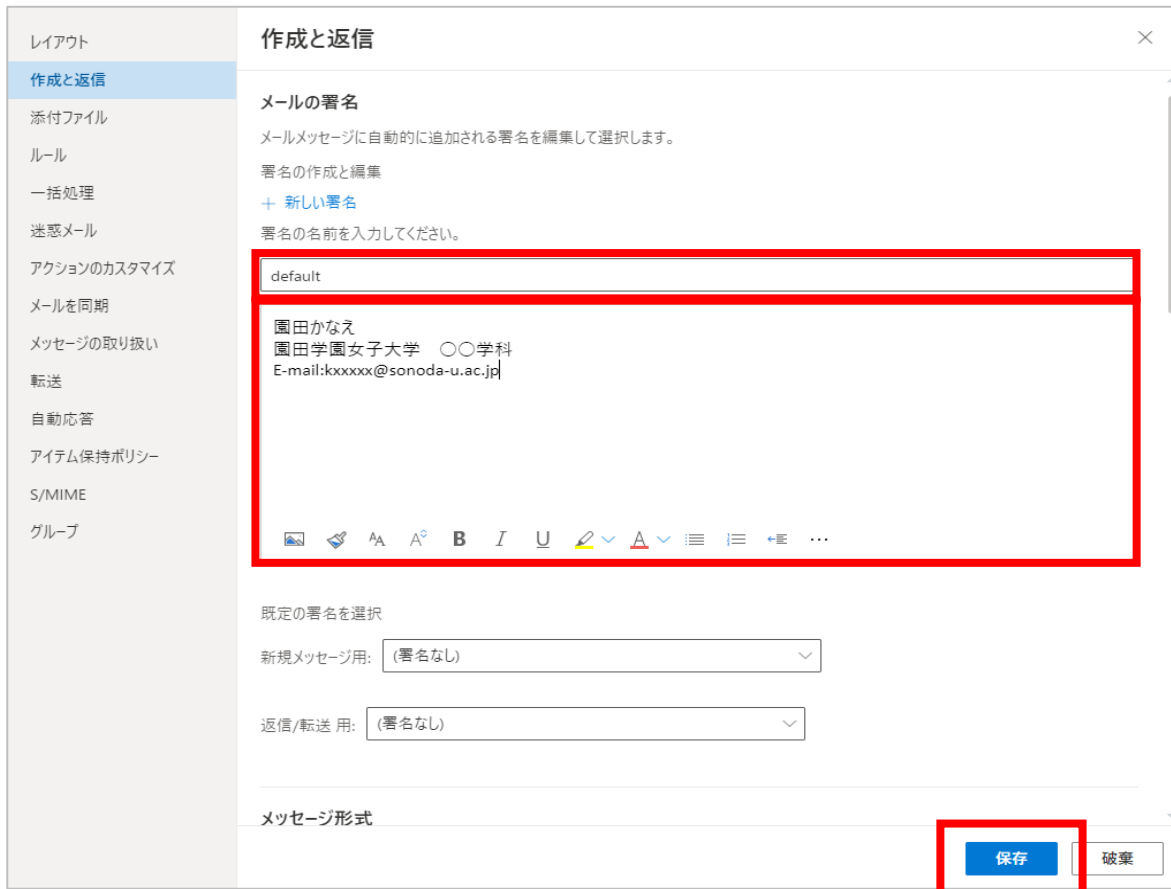 レイアウト
作成と返信
添付ファイル
ルール
一括処理
迷惑メール
アクションのカスタマイズ
メールを同期
メッセージの取り扱い
転送
自動応答
アイテム保持ポリシー
S/MIME
グループ
作成と返信
メールの署名
メールメッセージに自動的に追加される署名を編集して選択します。
署名の作成と編集
+ 新しい署名
署名の名前を入力してください。
default
園田かなえ
園田学園女子大学　〇〇学科
E-mail:kxxxxx@sonoda-u.ac.jp
既定の署名を選択
新規メッセージ用: (署名なし)
返信/転送 用: (署名なし)
メッセージ形式
保存 破棄